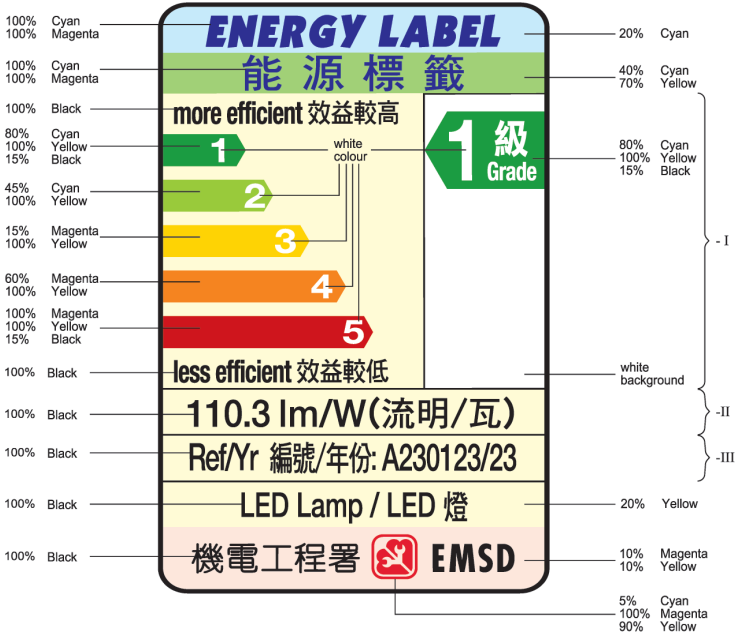 100% Cyan
100% Magenta
ENERGY LABEL
20% Cyan
100% Cyan
100% Magenta
能源標籤
40% Cyan
70% Yellow
100% Black
more efficient 效益較高
80% Cyan
100% Yellow
15% Black
1
white
colour
1級
Grade
80% Cyan
100% Yellow
15% Black
45% Cyan
100% Yellow
2
15% Magenta
100% Yellow
3
- I
60% Magenta
100% Yellow
4
100% Magenta
100% Yellow
15% Black
5
100% Black
less efficient 效益較低
white
background
100% Black
110.3 lm/W(流明/瓦)
-II
100% Black
Ref/Yr 編號/年份: A230123/23
-III
100% Black
LED Lamp / LED 燈
20% Yellow
100% Black
機電工程署 EMSD
10% Magenta
10% Yellow
5% Cyan
100% Magenta
90% Yellow